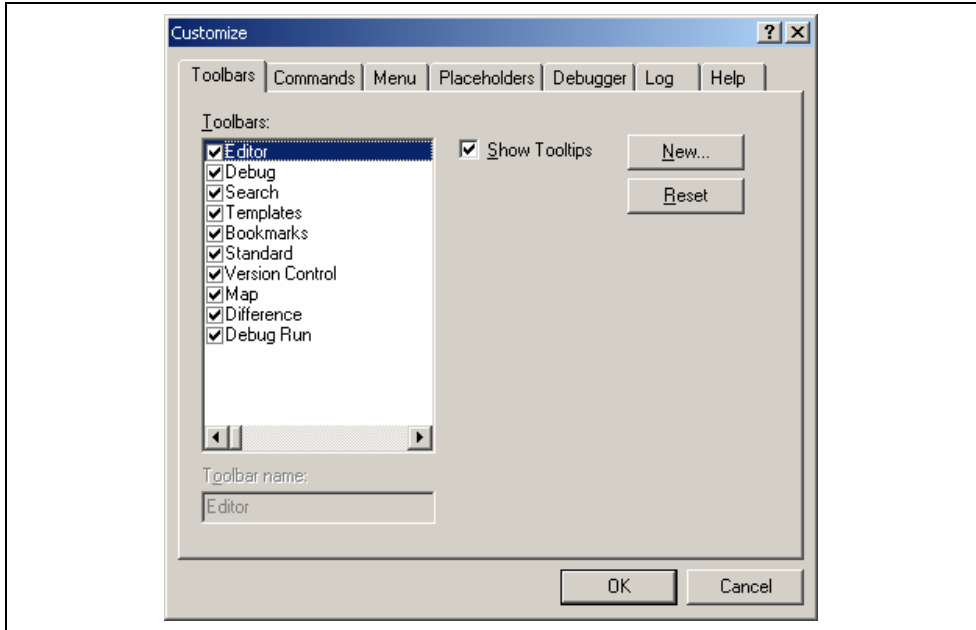 Customize
Toolbars Commands Menu Placeholders Debugger Log Help
Toolbars:
Editor
Debug
Search
Templates
Bookmarks
Standard
Version Control
Map
Difference
Debug Run
Show Tooltips
New...
Reset
Toolbar name:
Editor
OK Cancel